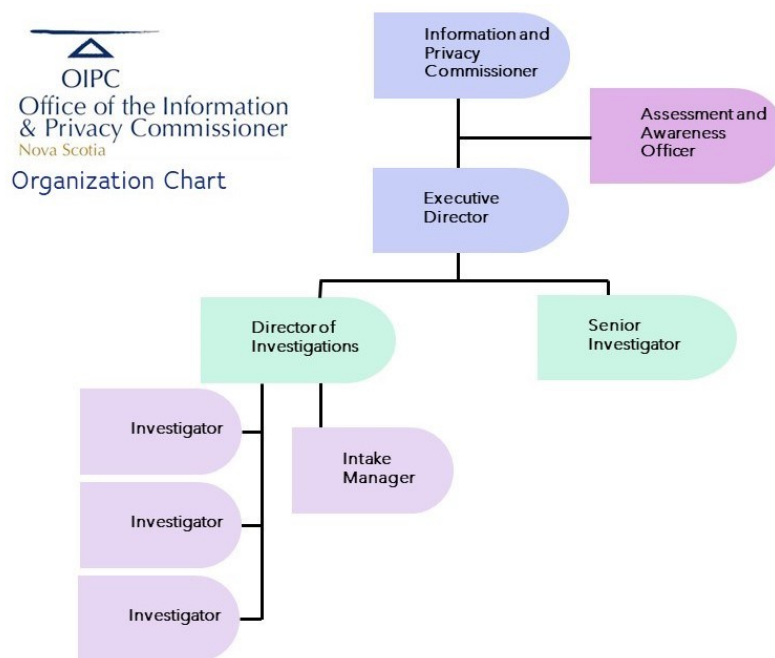 OIPC
Office of the Information
& Privacy Commissioner
Nova Scotia
Organization Chart
Information and
Privacy
Commissioner
Assessment and
Awareness
Officer
Executive
Director
Director of
Investigations
Senior
Investigator
Investigator
Intake
Manager
Investigator
Investigator